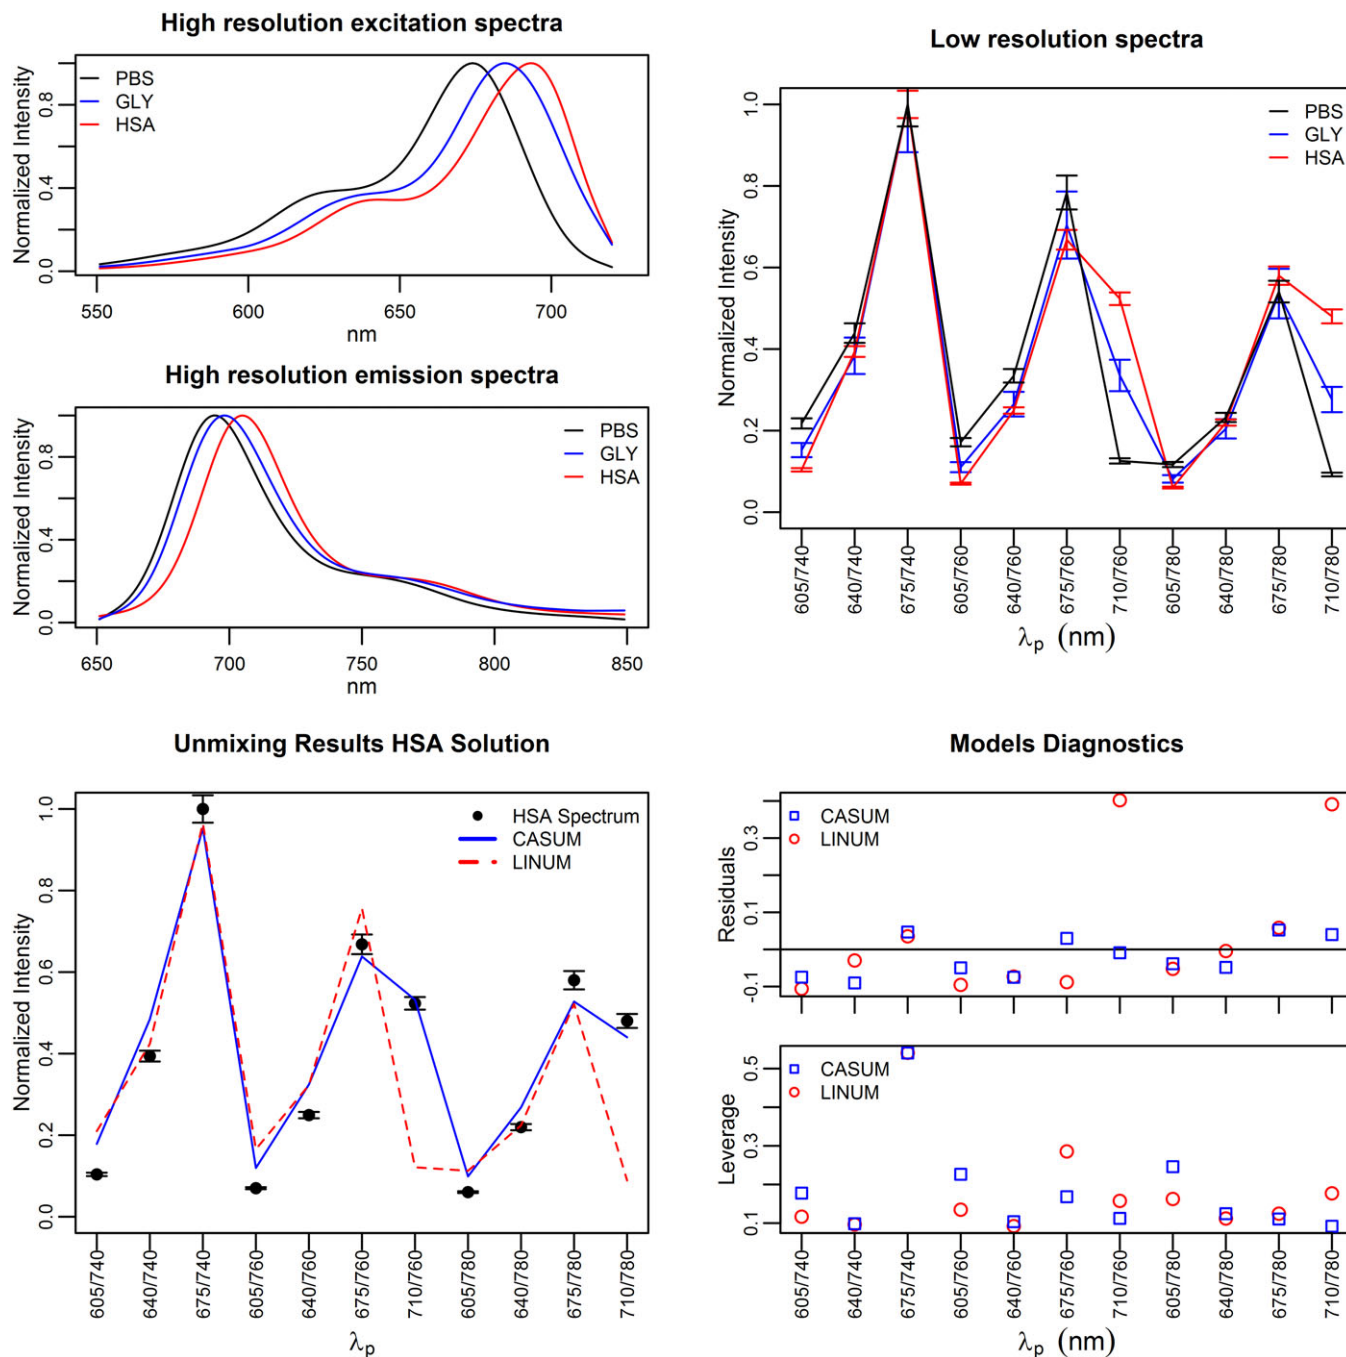 High resolution excitation spectra
Normalized Intensity
0.0 0.4 0.8
PBS
GLY
HSA
550 600 650 700
nm
High resolution emission spectra
Normalized Intensity
0.0 0.4 0.8
PBS
GLY
HSA
650 700 750 800 850
nm
Low resolution spectra
Normalized Intensity
0.0 0.2 0.4 0.6 0.8 1.0
PBS
GLY
HSA
605/740 640/740 675/740 605/760 640/760 675/760 710/760 605/780 640/780 675/780 710/780
λp (nm)
Unmixing Results HSA Solution
Normalized Intensity
0.0 0.2 0.4 0.6 0.8 1.0
HSA Spectrum
CASUM
LINUM
605/740 640/740 675/740 605/760 640/760 675/760 710/760 605/780 640/780 675/780 710/780
λp
Models Diagnostics
Residuals
-0.1 0.1 0.3
CASUM
LINUM
Leverage
0.1 0.3 0.5
CASUM
LINUM
605/740 640/740 675/740 605/760 640/760 675/760 710/760 605/780 640/780 675/780 710/780
λp (nm)